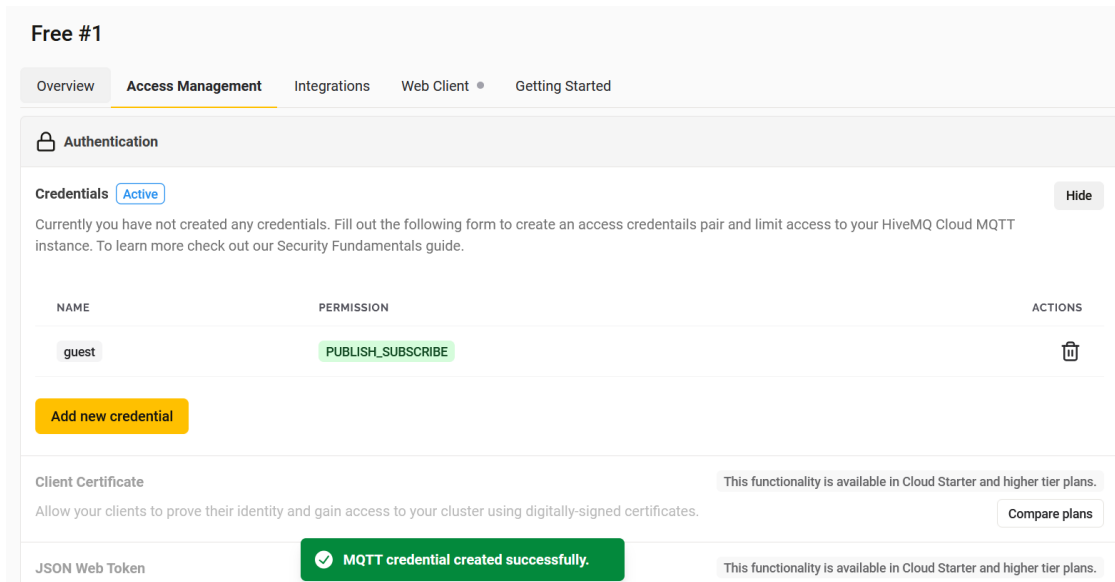 Free #1
Overview
Access Management
Integrations
Web Client
Getting Started
Authentication
Credentials
Active
Hide
Currently you have not created any credentials. Fill out the following form to create an access credentails pair and limit access to your HiveMQ Cloud MQTT
instance. To learn more check out our Security Fundamentals guide.
NAME
PERMISSION
ACTIONS
guest
PUBLISH_SUBSCRIBE
Add new credential
Client Certificate
This functionality is available in Cloud Starter and higher tier plans.
Allow your clients to prove their identity and gain access to your cluster using digitally-signed certificates.
Compare plans
MQTT credential created successfully.
JSON Web Token
This functionality is available in Cloud Starter and higher tier plans.